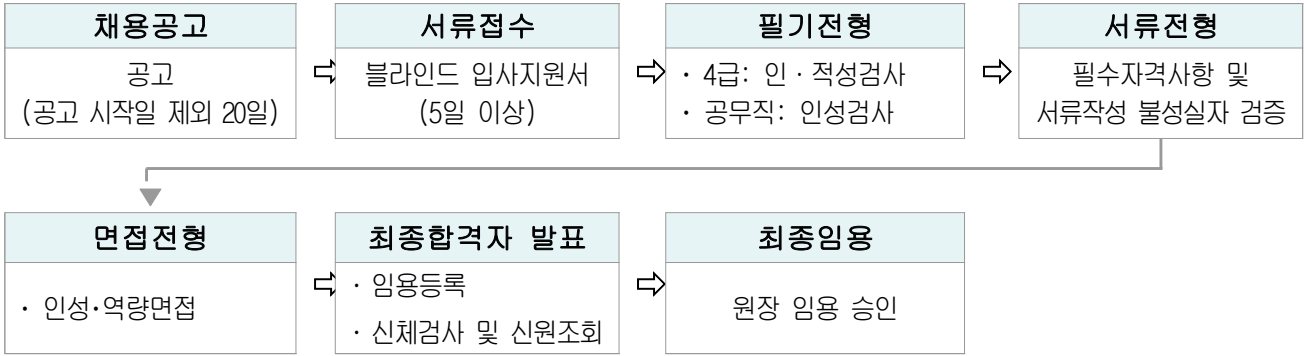 채용공고
공고
(공고 시작일 제외 20일)
서류접수
블라인드 입사지원서
(5일 이상)
필기전형
· 4급: 인 · 적성검사
· 공무직: 인성검사
서류전형
필수자격사항 및
서류작성 불성실자 검증
면접전형
· 인성·역량면접
최종합격자 발표
· 임용등록
· 신체검사 및 신원조회
최종임용
원장 임용 승인